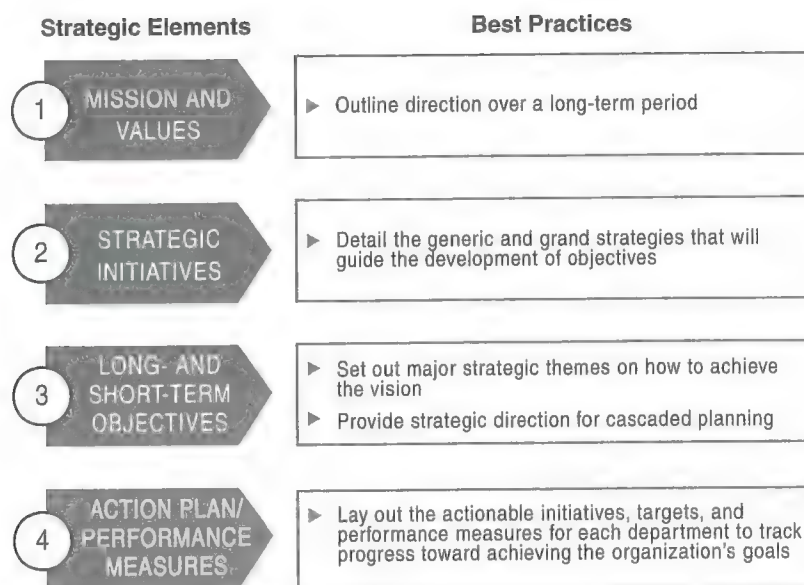 Strategic Elements
Best Practices
1
MISSION AND
VALUES
▶ Outline direction over a long-term period
2
STRATEGIC
INITIATIVES
▶ Detail the generic and grand strategies that will
guide the development of objectives
3
LONG- AND
SHORT-TERM
OBJECTIVES
▶ Set out major strategic themes on how to achieve
the vision
▶ Provide strategic direction for cascaded planning
4
ACTION PLAN/
PERFORMANCE
MEASURES
▶ Lay out the actionable initiatives, targets, and
performance measures for each department to track
progress toward achieving the organization's goals